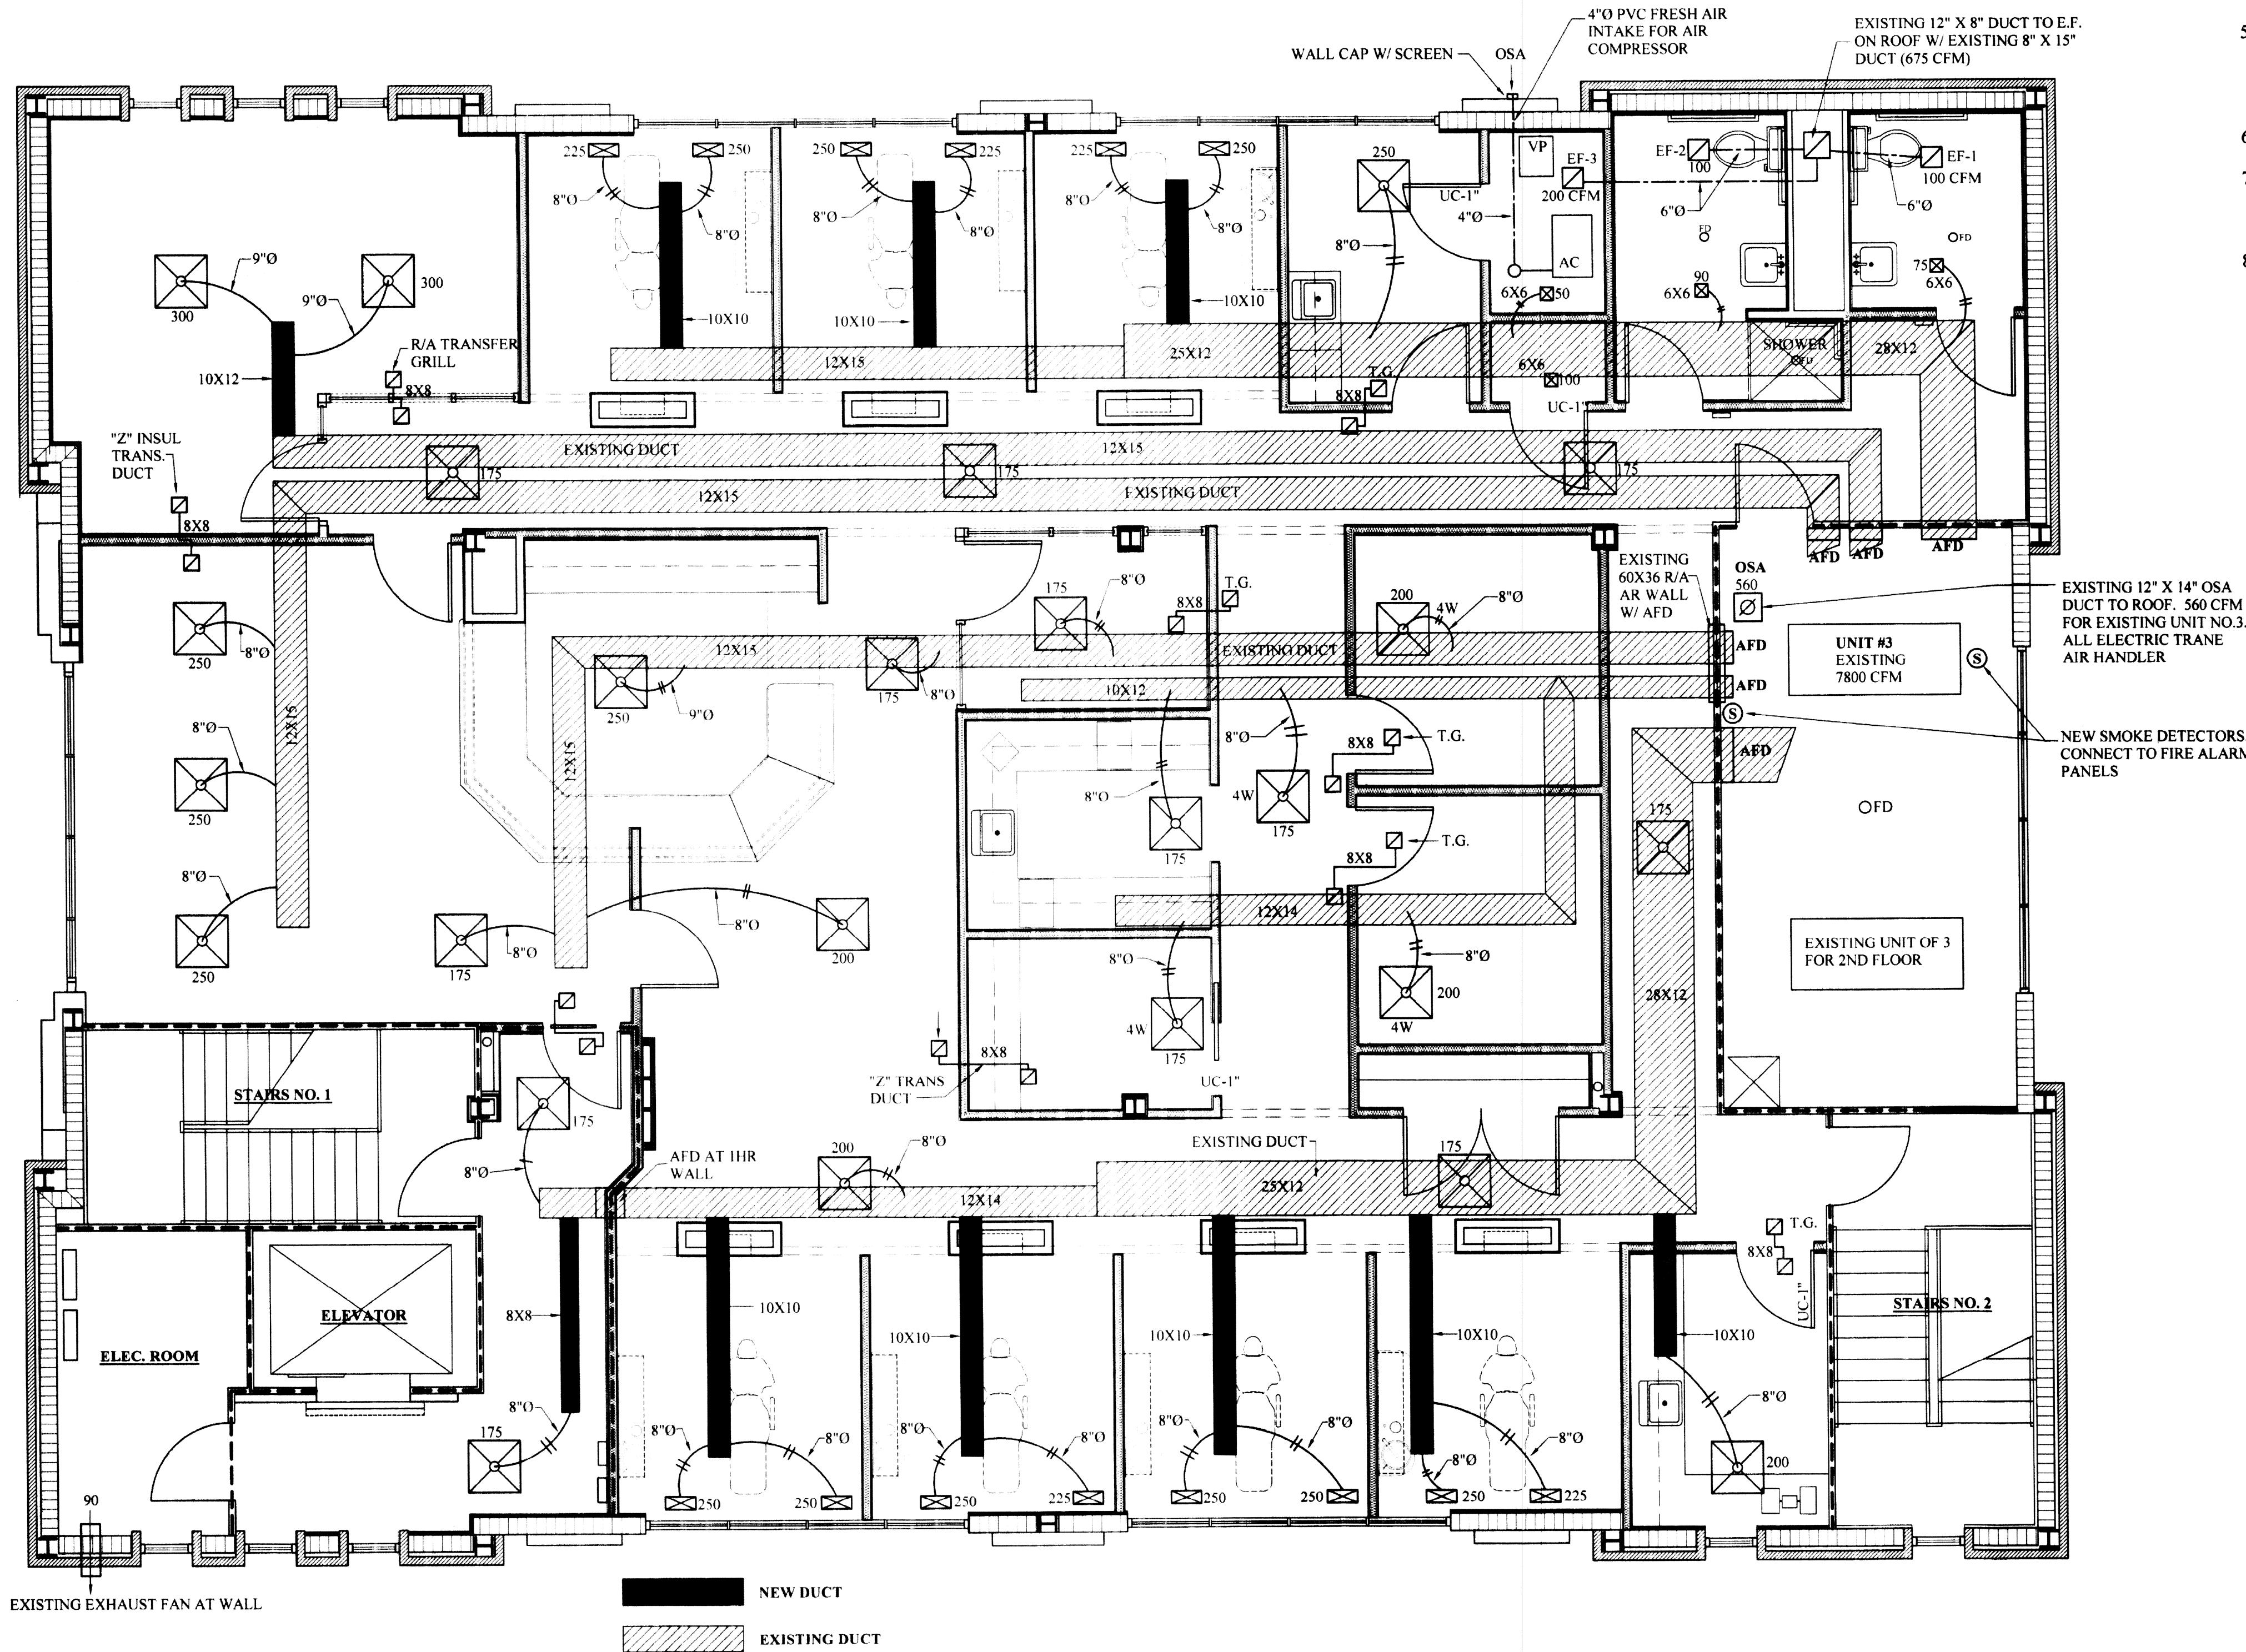 4"Ø PVC FRESH AIR
INTAKE FOR AIR
COMPRESSOR
EXISTING 12" X 8" DUCT TO E.F.
ON ROOF W/ EXISTING 8" X 15"
DUCT (675 CFM)
WALL CAP W/ SCREEN
OSA
5
6
7
8
225
250
250
225
225
250
250
VP
EF-3
200 CFM
EF-2
100
EF-1
100 CFM
8"Ø
8"Ø
8"Ø
8"Ø
8"Ø
8"Ø
8"Ø
UC-1"
4"Ø
6"Ø
6"Ø
FD
FD
AC
9"Ø
300
9"Ø
300
10X10
10X10
10X10
6X6
50
90
6X6
75
6X6
R/A TRANSFER
GRILL
10X12
8X8
12X15
25X12
6X6
100
SHOWER
FD
28X12
T.G.
8X8
UC-1"
"Z" INSUL
TRANS.
DUCT
8X8
EXISTING DUCT
12X15
175
175
175
12X15
EXISTING DUCT
AFD
AFD
AFD
EXISTING
60X36 R/A
AR WALL
W/ AFD
OSA
560
EXISTING 12" X 14" OSA
DUCT TO ROOF. 560 CFM
FOR EXISTING UNIT NO.3.
ALL ELECTRIC TRANE
AIR HANDLER
UNIT #3
EXISTING
7800 CFM
S
S
NEW SMOKE DETECTORS
CONNECT TO FIRE ALARM
PANELS
175
8"Ø
T.G.
8X8
200
4W
8"Ø
250
8"Ø
12X15
EXISTING DUCT
AFD
250
9"Ø
175
8"Ø
10X12
AFD
12X15
12X15
8"Ø
250
8"Ø
175
8"Ø
4W
175
8X8
T.G.
AFD
FD
175
8X8
T.G.
8"Ø
250
175
8"Ø
8"Ø
200
12X14
8"Ø
4W
175
8"Ø
200
4W
28X12
EXISTING UNIT OF 3
FOR 2ND FLOOR
"Z" TRANS
DUCT
8X8
UC-1"
STAIRS NO. 1
175
8"Ø
AFD AT 1HR
WALL
200
8"Ø
EXISTING DUCT
175
12X14
25X12
T.G.
8X8
UC-1"
STAIRS NO. 2
ELEVATOR
ELEC. ROOM
8X8
10X10
10X10
10X10
10X10
10X10
8"Ø
175
8"Ø
8"Ø
8"Ø
8"Ø
8"Ø
8"Ø
8"Ø
8"Ø
8"Ø
200
250
250
250
225
250
250
250
225
90
EXISTING EXHAUST FAN AT WALL
NEW DUCT
EXISTING DUCT